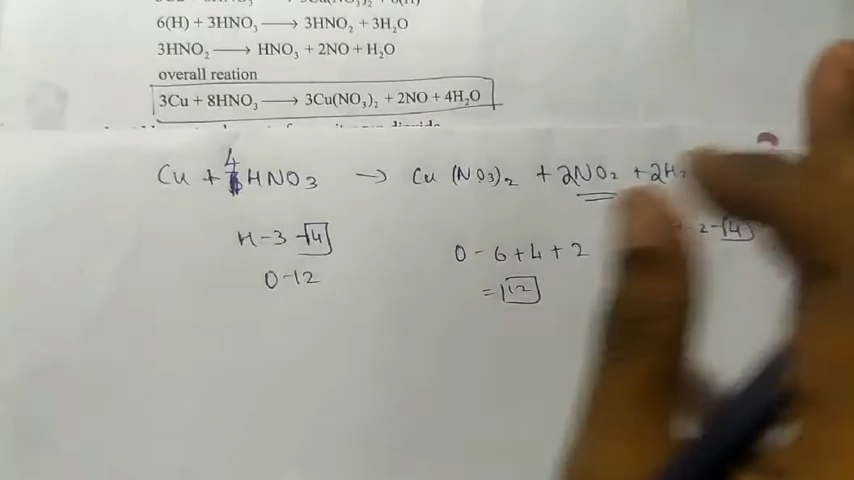 6(H) + 3HNO₃ ⟶ 3HNO₂ + 3H₂O
3HNO₂ ⟶ HNO₃ + 2NO + H₂O
overall reation
3Cu + 8HNO₃ ⟶ 3Cu(NO₃)₂ + 2NO + 4H₂O
Cu + 4HNO₃ → Cu (NO₃)₂ + 2NO₂ + 2H₂
H - 3 - 4
2 - 4
O - 6 + 4 + 2
O - 12
= 12